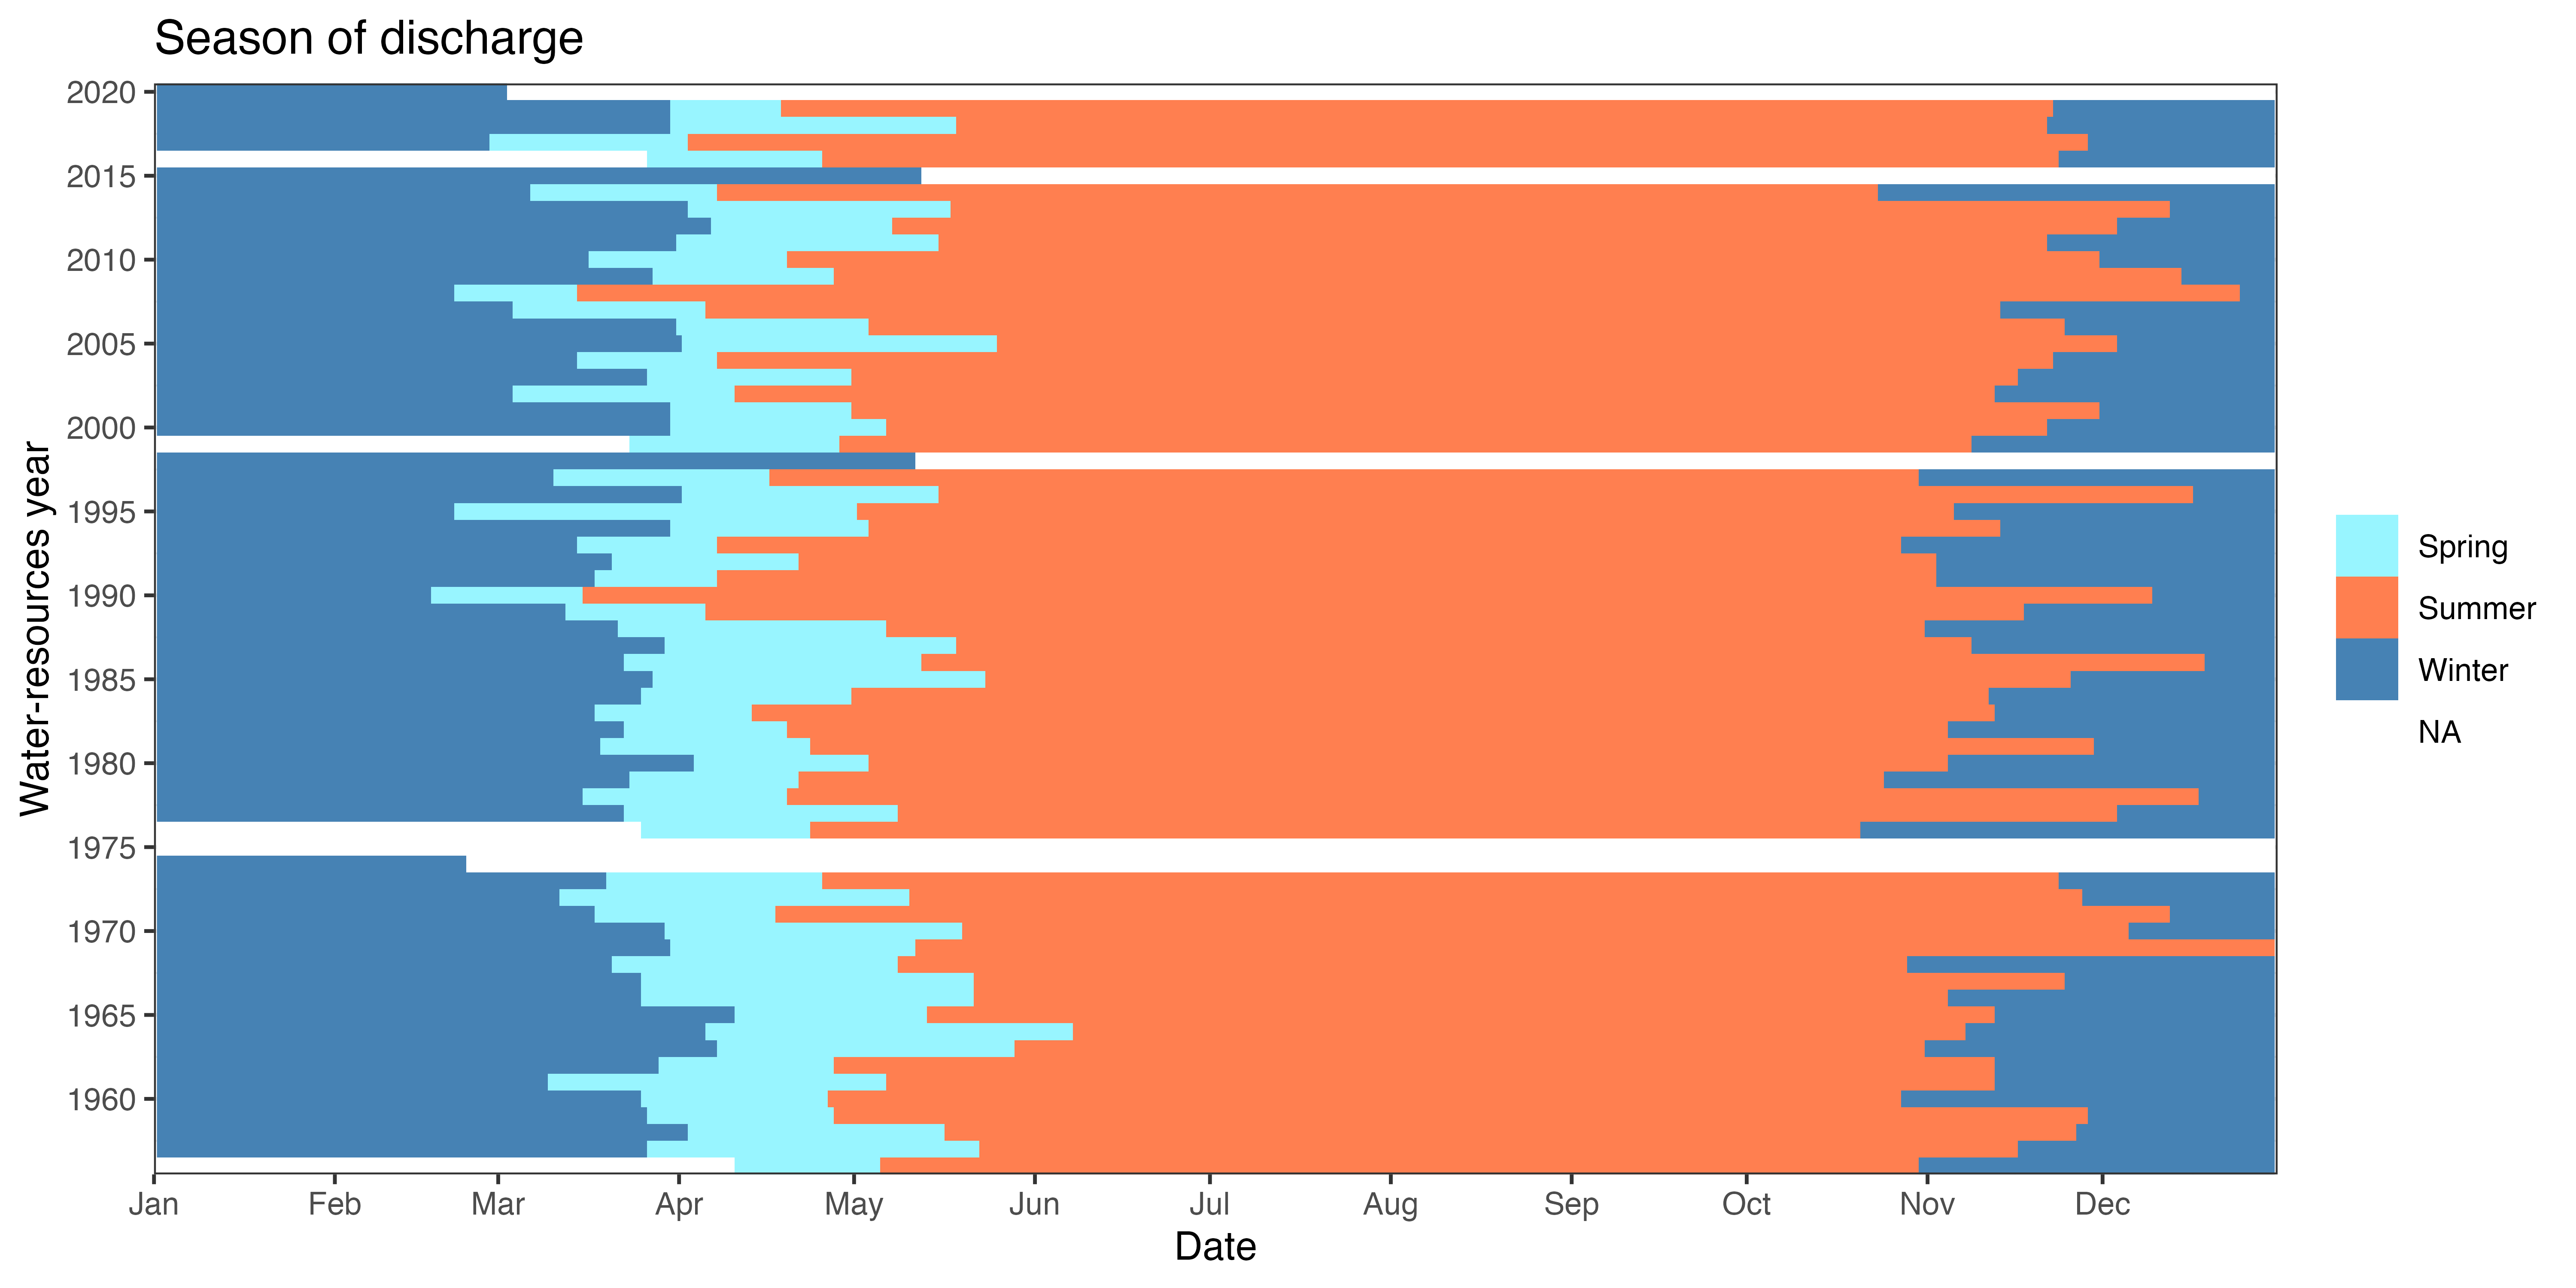 Season of discharge
Water-resources year
2020
2015
2010
2005
2000
1995
1990
1985
1980
1975
1970
1965
1960
Jan Feb Mar Apr May Jun Jul Aug Sep Oct Nov Dec
Date
Spring
Summer
Winter
NA